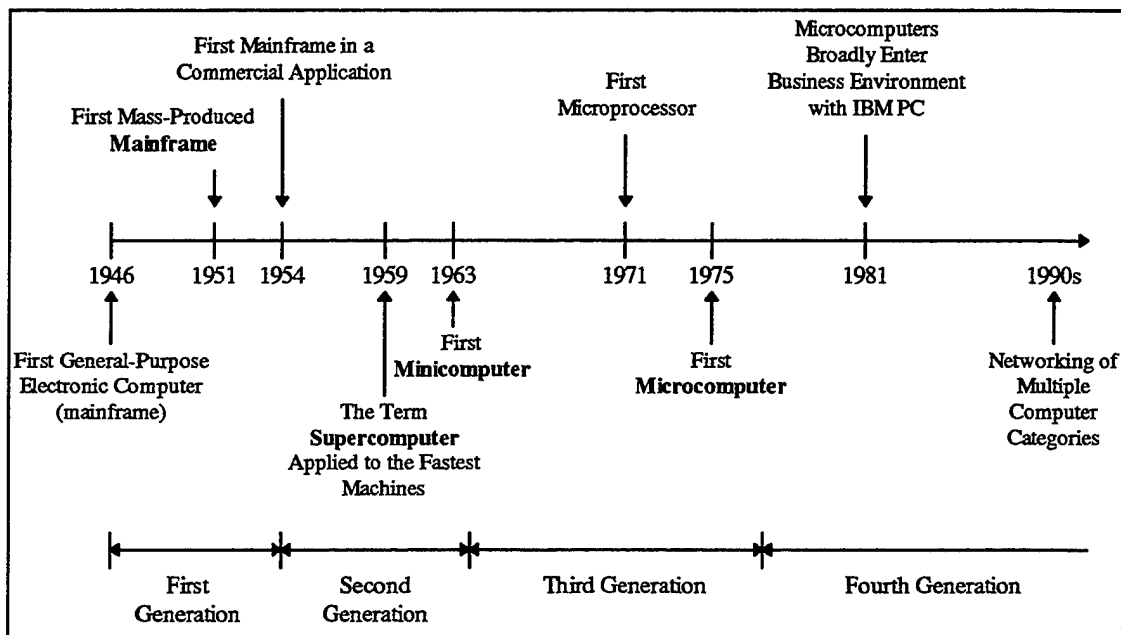 First Mainframe in a
Commercial Application
First Mass-Produced
Mainframe
First
Microprocessor
Microcomputers
Broadly Enter
Business Environment
with IBM PC
1946
1951
1954
1959
1963
1971
1975
1981
1990s
First General-Purpose
Electronic Computer
(mainframe)
The Term
Supercomputer
Applied to the Fastest
Machines
First
Minicomputer
First
Microcomputer
Networking of
Multiple
Computer
Categories
First
Generation
Second
Generation
Third Generation
Fourth Generation